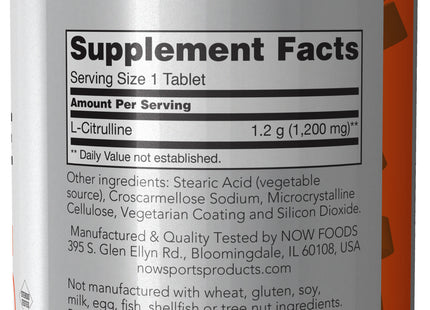 Supplement Facts
Serving Size 1 Tablet
Amount Per Serving
L-Citrulline 1.2 g (1,200 mg)**
** Daily Value not established.
Other ingredients: Stearic Acid (vegetable
source), Croscarmellose Sodium, Microcrystalline
Cellulose, Vegetarian Coating and Silicon Dioxide.
Manufactured & Quality Tested by NOW FOODS
395 S. Glen Ellyn Rd., Bloomingdale, IL 60108, USA
nowsportsproducts.com
Not manufactured with wheat, gluten, soy,
milk, egg, fish, shellfish or tree nut ingredients.